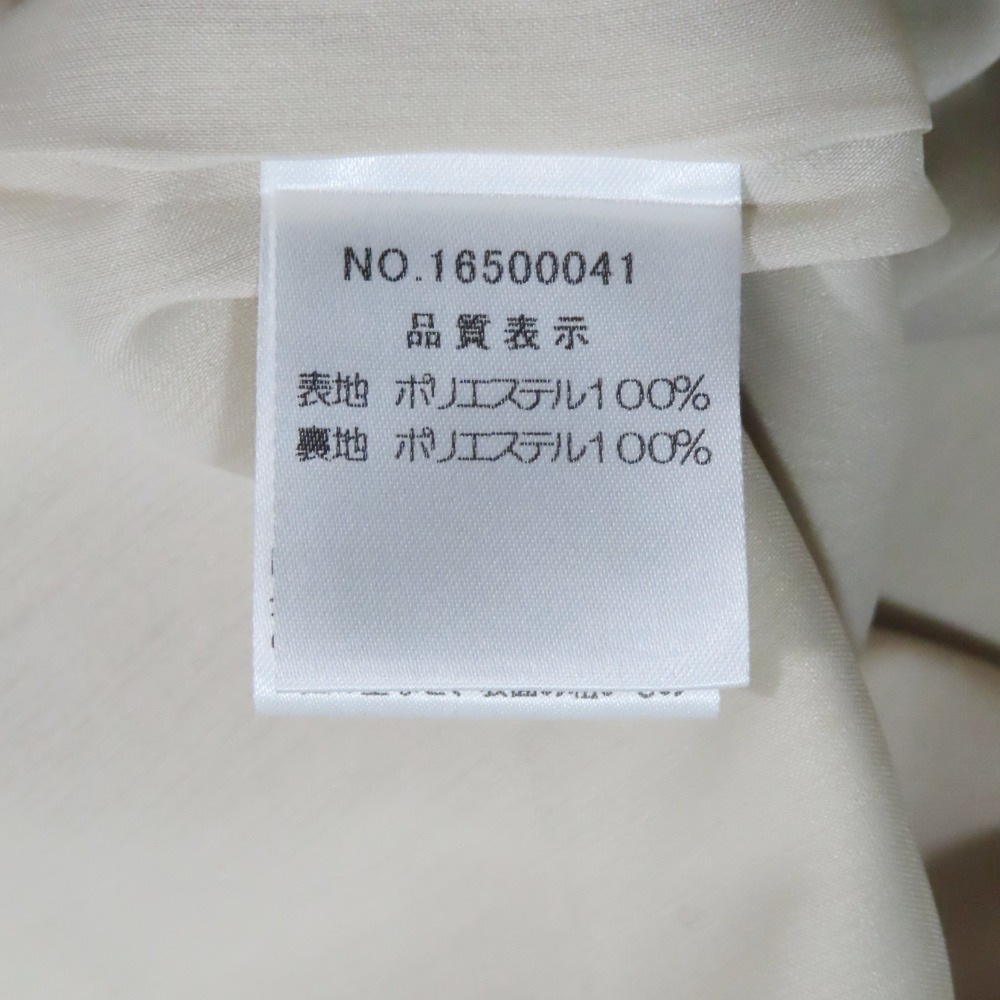 NO.16500041
品質表示
表地 ポリエステル100%
裏地 ポリエステル100%